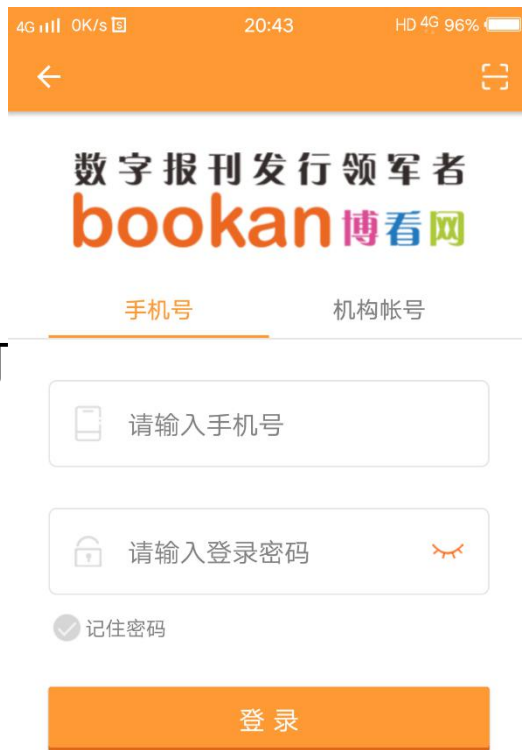 4G 0K/s 20:43 HD 4G 96%
数字报刊发行领军者
bookan博看网
手机号 机构帐号
请输入手机号
请输入登录密码
记住密码
登录